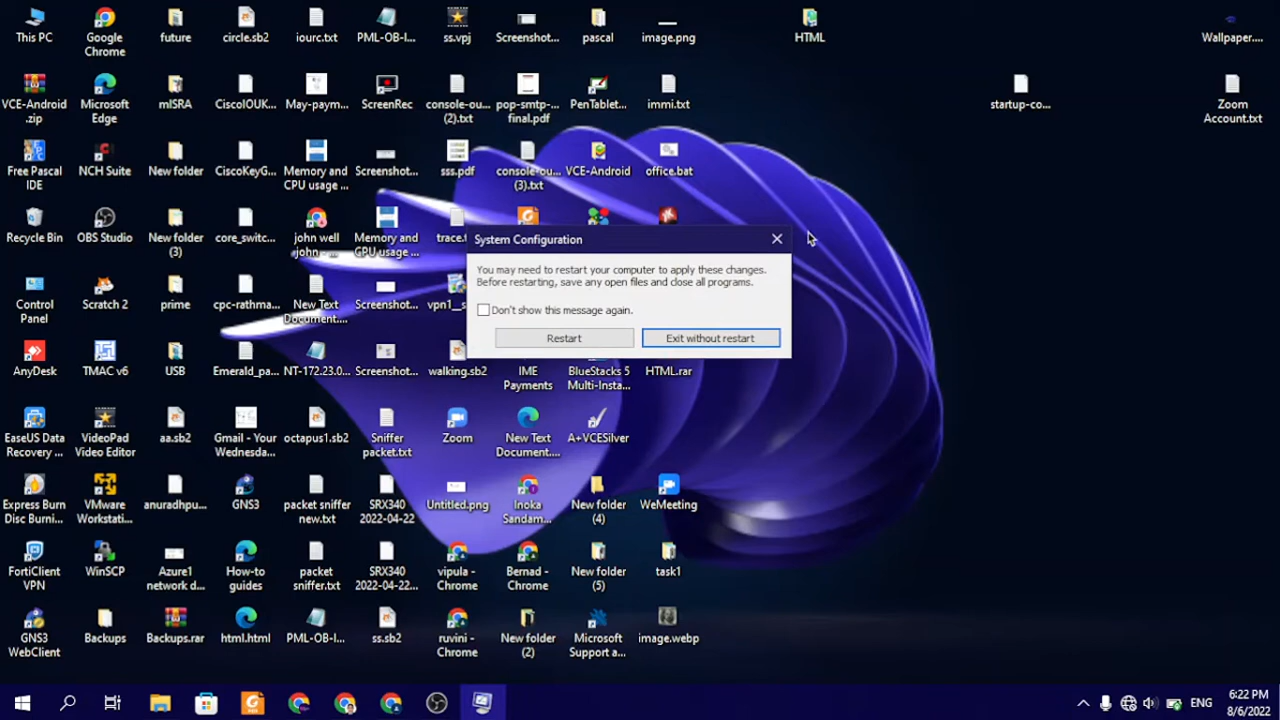 This PC
Google
Chrome
future
circle.sb2
iourc.txt
PML-OB-I...
ss.vpj
Screenshot...
pascal
image.png
HTML
Wallpaper....
VCE-Android
.zip
Microsoft
Edge
mISRA
CiscoIOUK...
May-paym...
ScreenRec
console-ou...
(2).txt
pop-smtp-...
final.pdf
PenTablet...
immi.txt
startup-co...
Zoom
Account.txt
Free Pascal
IDE
NCH Suite
New folder
CiscoKeyG...
Memory and
CPU usage ...
Screenshot...
sss.pdf
console-ou...
(3).txt
VCE-Android
office.bat
Recycle Bin
OBS Studio
New folder
(3)
core_switc...
john well
john - ...
Memory and
CPU usage ...
trace.t
System Configuration
You may need to restart your computer to apply these changes.
Before restarting, save any open files and close all programs.
Don't show this message again.
Restart
Exit without restart
Control
Panel
Scratch 2
prime
cpc-rathma...
New Text
Document....
Screenshot...
vpn1__s
AnyDesk
TMAC v6
USB
Emerald_pa...
NT-172.23.0...
Screenshot...
walking.sb2
IME
Payments
BlueStacks 5
Multi-Insta...
HTML.rar
EaseUS Data
Recovery ...
VideoPad
Video Editor
aa.sb2
Gmail - Your
Wednesda...
octapus1.sb2
Sniffer
packet.txt
Zoom
New Text
Document....
A+VCESilver
Express Burn
Disc Burni...
VMware
Workstati...
anuradhpu...
GNS3
packet sniffer
new.txt
SRX340
2022-04-22
Untitled.png
Inoka
Sandam...
New folder
(4)
WeMeeting
FortiClient
VPN
WinSCP
Azure1
network d...
How-to
guides
packet
sniffer.txt
SRX340
2022-04-22...
vipula -
Chrome
Bernad -
Chrome
New folder
(5)
task1
GNS3
WebClient
Backups
Backups.rar
html.html
PML-OB-I...
ss.sb2
ruvini -
Chrome
New folder
(2)
Microsoft
Support a...
image.webp
ENG
6:22 PM
8/6/2022